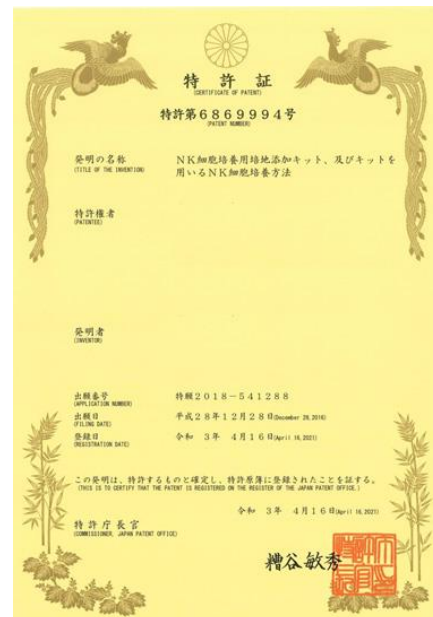 特許証
(CERTIFICATE OF PATENT)
特許第6869994号
(PATENT NUMBER)
発明の名称
(TITLE OF THE INVENTION)
NK細胞培養用培地添加キット、及びキットを
用いるNK細胞培養方法
特許権者
(PATENTEE)
発明者
(INVENTOR)
出願番号
(APPLICATION NUMBER)
特願2018-541288
出願日
(FILING DATE)
平成28年12月28日(December 28,2016)
登録日
(REGISTRATION DATE)
令和 3年 4月16日(April 16,2021)
この発明は、特許するものと確定し、特許原簿に登録されたことを証する。
(THIS IS TO CERTIFY THAT THE PATENT IS REGISTERED ON THE REGISTER OF THE JAPAN PATENT OFFICE.)
令和 3年 4月16日(April 16,2021)
特許庁長官
(COMMISSIONER, JAPAN PATENT OFFICE)
糟谷敏秀